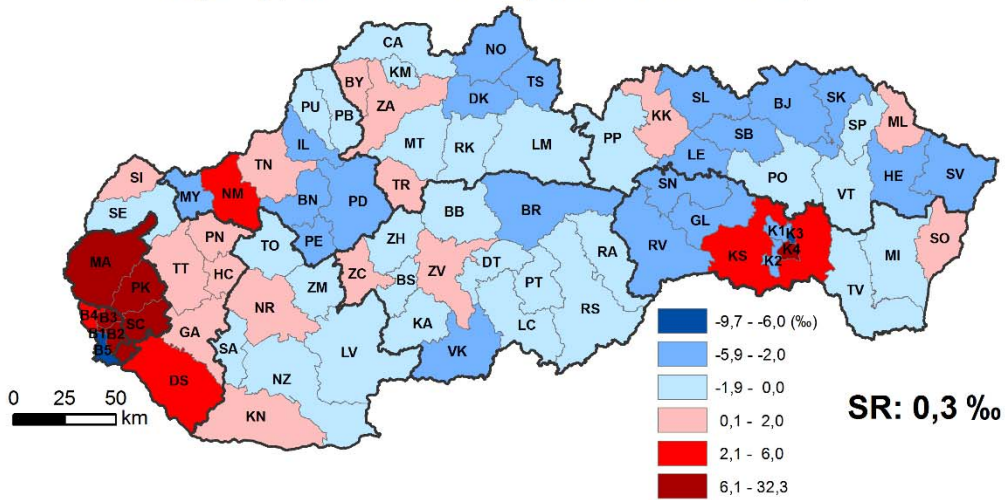 CA
NO
BY
KM
TS
PU
PB
ZA
DK
KK
SL
BJ
SK
IL
SP
ML
TN
MT
RK
LM
PP
SB
LE
SI
MY
NM
BN
PD
TR
PO
VT
HE
SV
SE
BB
BR
SN
GL
PN
TO
PE
ZH
RA
RV
K1
K3
SO
MA
TT
HC
ZC
ZV
DT
KS
K4
K2
MI
PK
ZM
BS
PT
TV
NR
B4
B3
SC
GA
KA
LC
RS
B1
B2
SA
LV
VK
B5
NZ
DS
KN
0 25 50
km
-9,7 - -6,0 (‰)
-5,9 - -2,0
-1,9 - 0,0
0,1 - 2,0
2,1 - 6,0
6,1 - 32,3
SR: 0,3 ‰